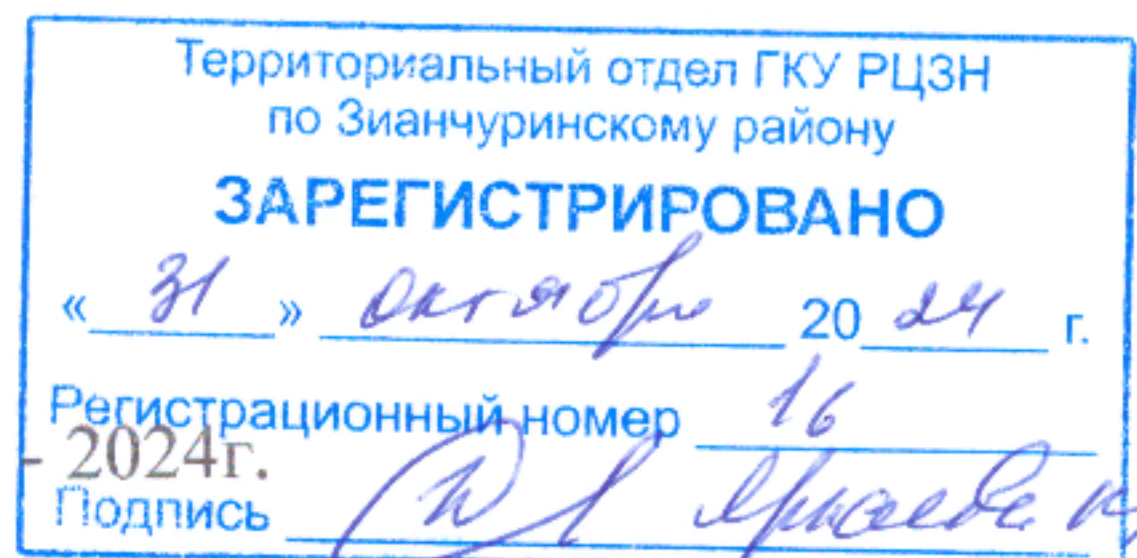 Территориальный отдел ГКУ РЦЗН
по Зианчуринскому району
ЗАРЕГИСТРИРОВАНО
« 31 » октября 20 24 г.
Регистрационный номер 16
- 2024г.
Подпись